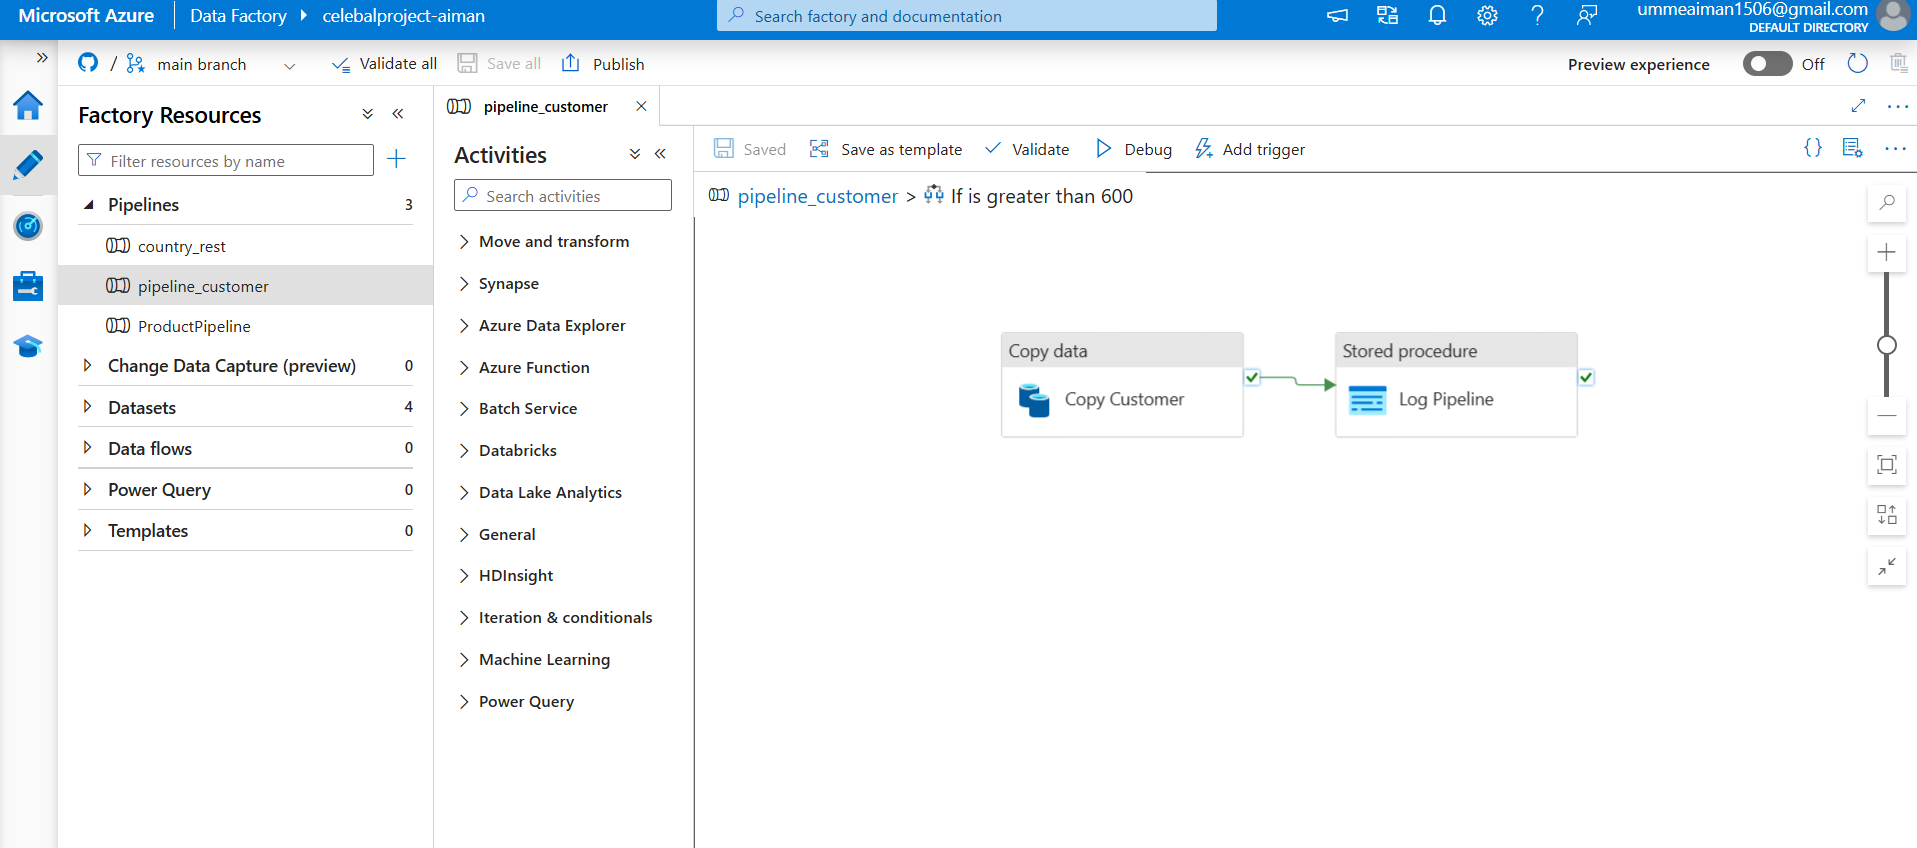 Microsoft Azure
Data Factory
celebalproject-aiman
Search factory and documentation
ummeaiman1506@gmail.com
DEFAULT DIRECTORY
/
main branch
Validate all
Save all
Publish
Preview experience
Off
Factory Resources
pipeline_customer
Filter resources by name
Activities
Saved
Save as template
Validate
Debug
Add trigger
Search activities
pipeline_customer > If is greater than 600
Pipelines 3
country_rest
pipeline_customer
ProductPipeline
Change Data Capture (preview) 0
Datasets 4
Data flows 0
Power Query 0
Templates 0
Move and transform
Synapse
Azure Data Explorer
Azure Function
Batch Service
Databricks
Data Lake Analytics
General
HDInsight
Iteration & conditionals
Machine Learning
Power Query
Copy data
Copy Customer
Stored procedure
Log Pipeline